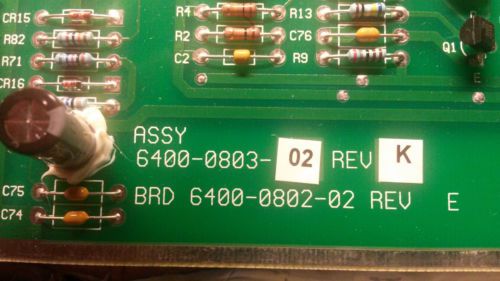 CR15
R4
R13
R82
R2
C76
Q1(
R71
C2
R9
CR16
E
ASSY
6400-0803-02 REV K
C75
BRD 6400-0802-02 REV E
C74